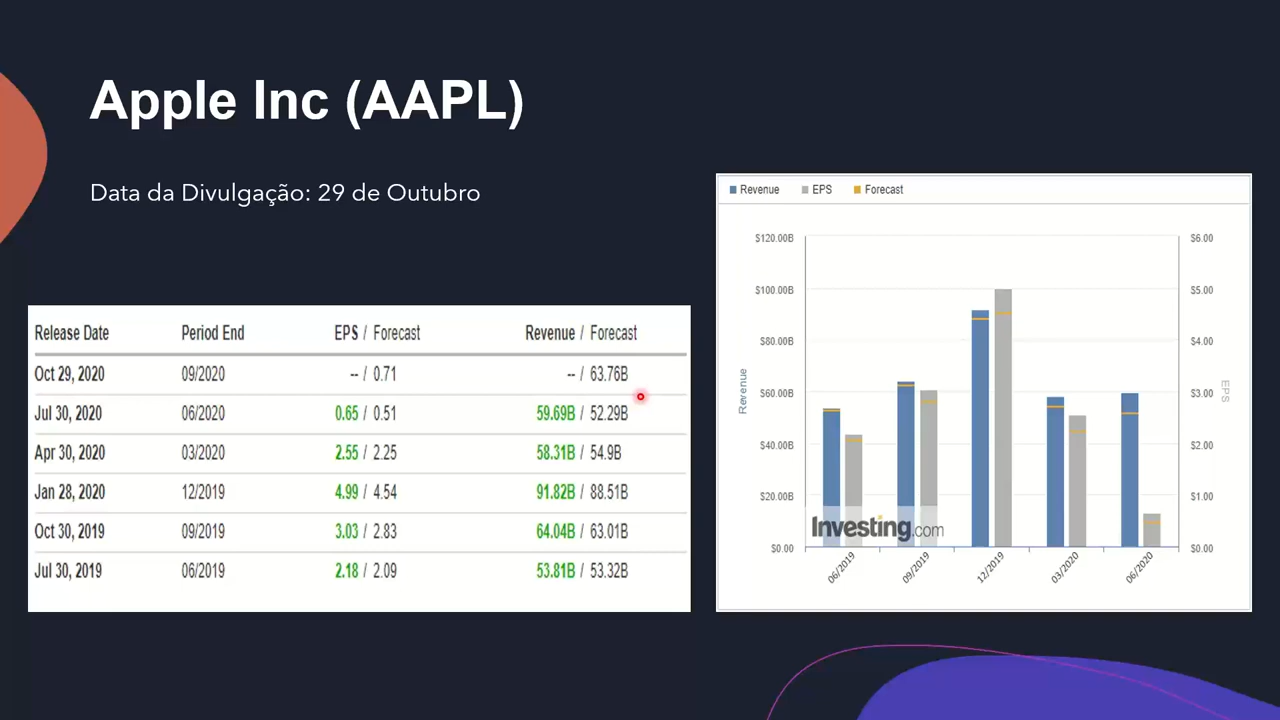 Apple Inc (AAPL)
Data da Divulgação: 29 de Outubro
Release Date Period End EPS / Forecast Revenue / Forecast
Oct 29, 2020 09/2020 -- / 0.71 -- / 63.76B
Jul 30, 2020 06/2020 0.65 / 0.51 59.69B / 52.29B
Apr 30, 2020 03/2020 2.55 / 2.25 58.31B / 54.9B
Jan 28, 2020 12/2019 4.99 / 4.54 91.82B / 88.51B
Oct 30, 2019 09/2019 3.03 / 2.83 64.04B / 63.01B
Jul 30, 2019 06/2019 2.18 / 2.09 53.81B / 53.32B
Revenue EPS Forecast
$120.00B $6.00
$100.00B $5.00
$80.00B $4.00
$60.00B $3.00
$40.00B $2.00
$20.00B $1.00
$0.00 $0.00
Revenue
EPS
Investing.com
06/2019 09/2019 12/2019 03/2020 06/2020